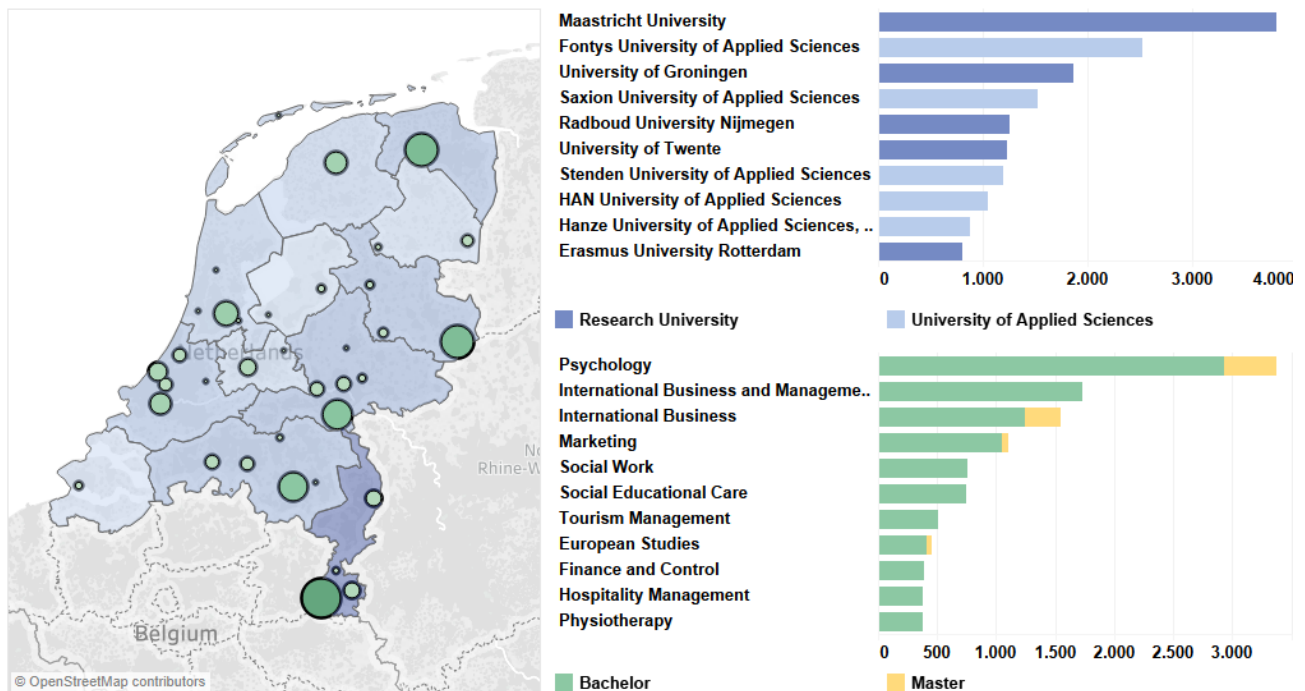 Netherlands
No
Rhine-W
Belgium
© OpenStreetMap contributors
Maastricht University
Fontys University of Applied Sciences
University of Groningen
Saxion University of Applied Sciences
Radboud University Nijmegen
University of Twente
Stenden University of Applied Sciences
HAN University of Applied Sciences
Hanze University of Applied Sciences, ..
Erasmus University Rotterdam
0 1.000 2.000 3.000 4.000
Research University University of Applied Sciences
Psychology
International Business and Manageme..
International Business
Marketing
Social Work
Social Educational Care
Tourism Management
European Studies
Finance and Control
Hospitality Management
Physiotherapy
0 500 1.000 1.500 2.000 2.500 3.000
Bachelor Master